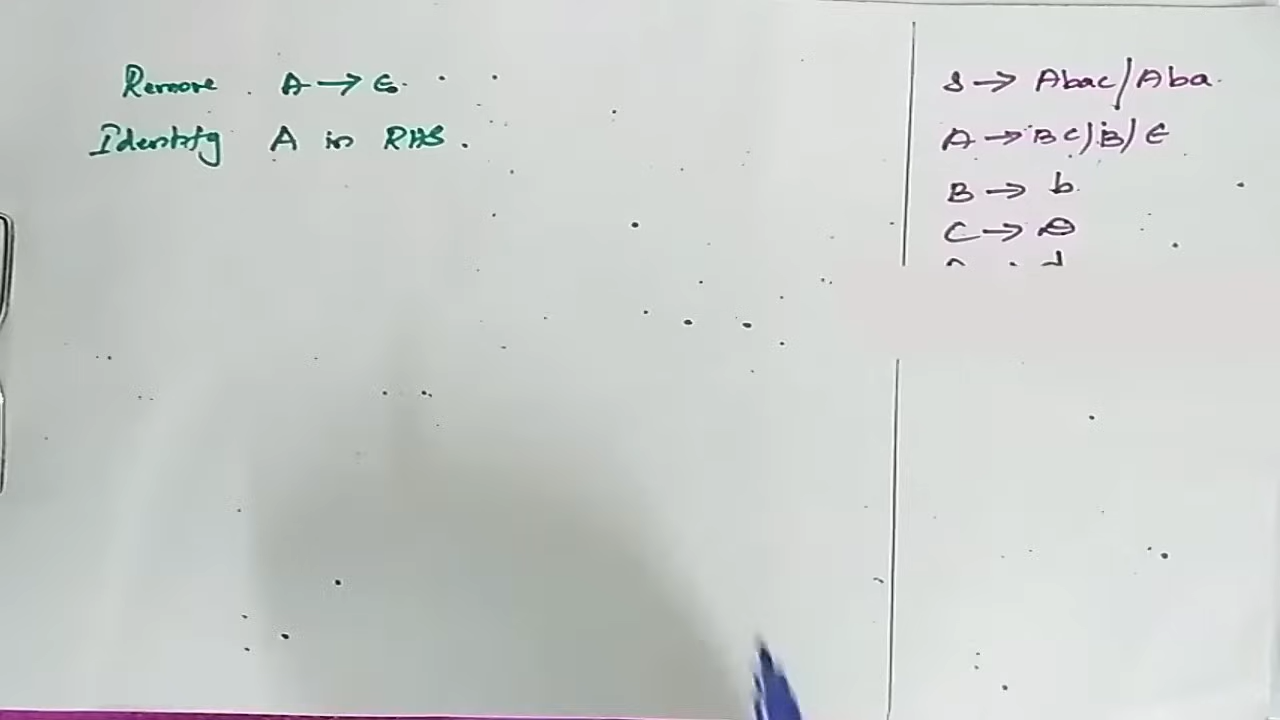 Remove A → ε.
Identify A in RHS.
S → AbaC/Aba.
A → BC/B/ε
B → b
C → D